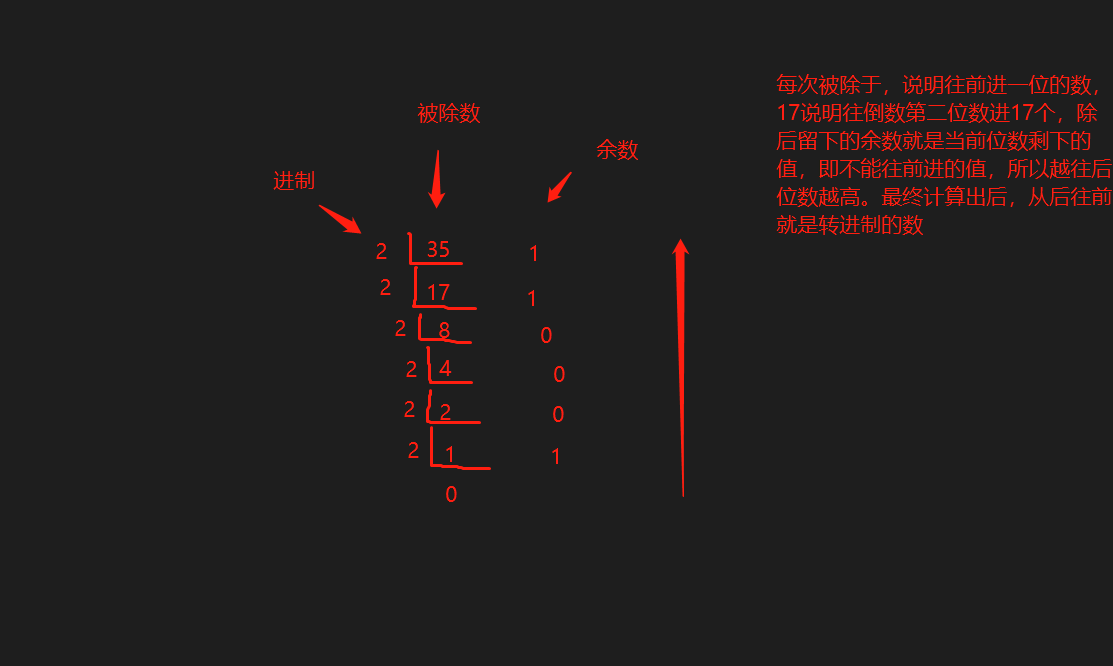 每次被除于，说明往前进一位的数，
17说明往倒数第二位数进17个，除
后留下的余数就是当前位数剩下的
值，即不能往前进的值，所以越往后
位数越高。最终计算出后，从后往前
就是转进制的数
被除数
余数
进制
2 35 1
2 17 1
2 8 0
2 4 0
2 2 0
2 1 1
0